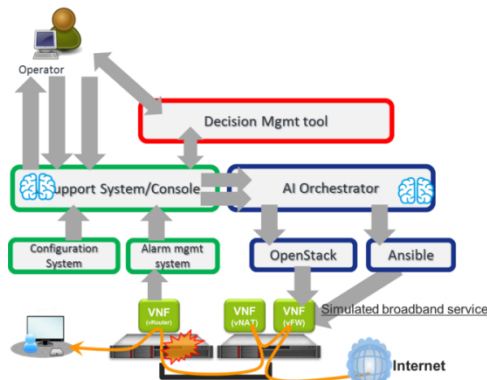 Operator
Decision Mgmt tool
upport System/Console
AI Orchestrator
Configuration
System
Alarm mgmt
system
OpenStack
Ansible
VNF
(vRouter)
VNF
(vNAT)
VNF
(vFW)
Simulated broadband service
Internet